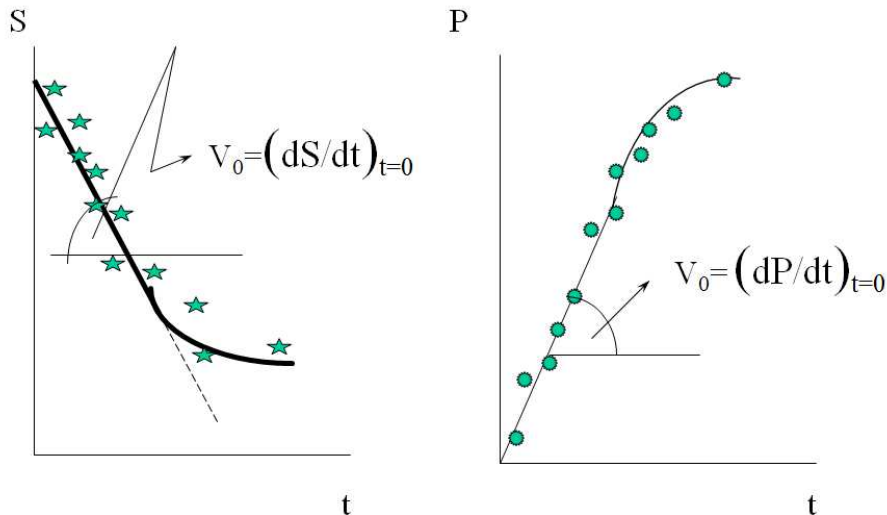 S
V₀=(dS/dt)ₜ₌₀
t
P
V₀=(dP/dt)ₜ₌₀
t